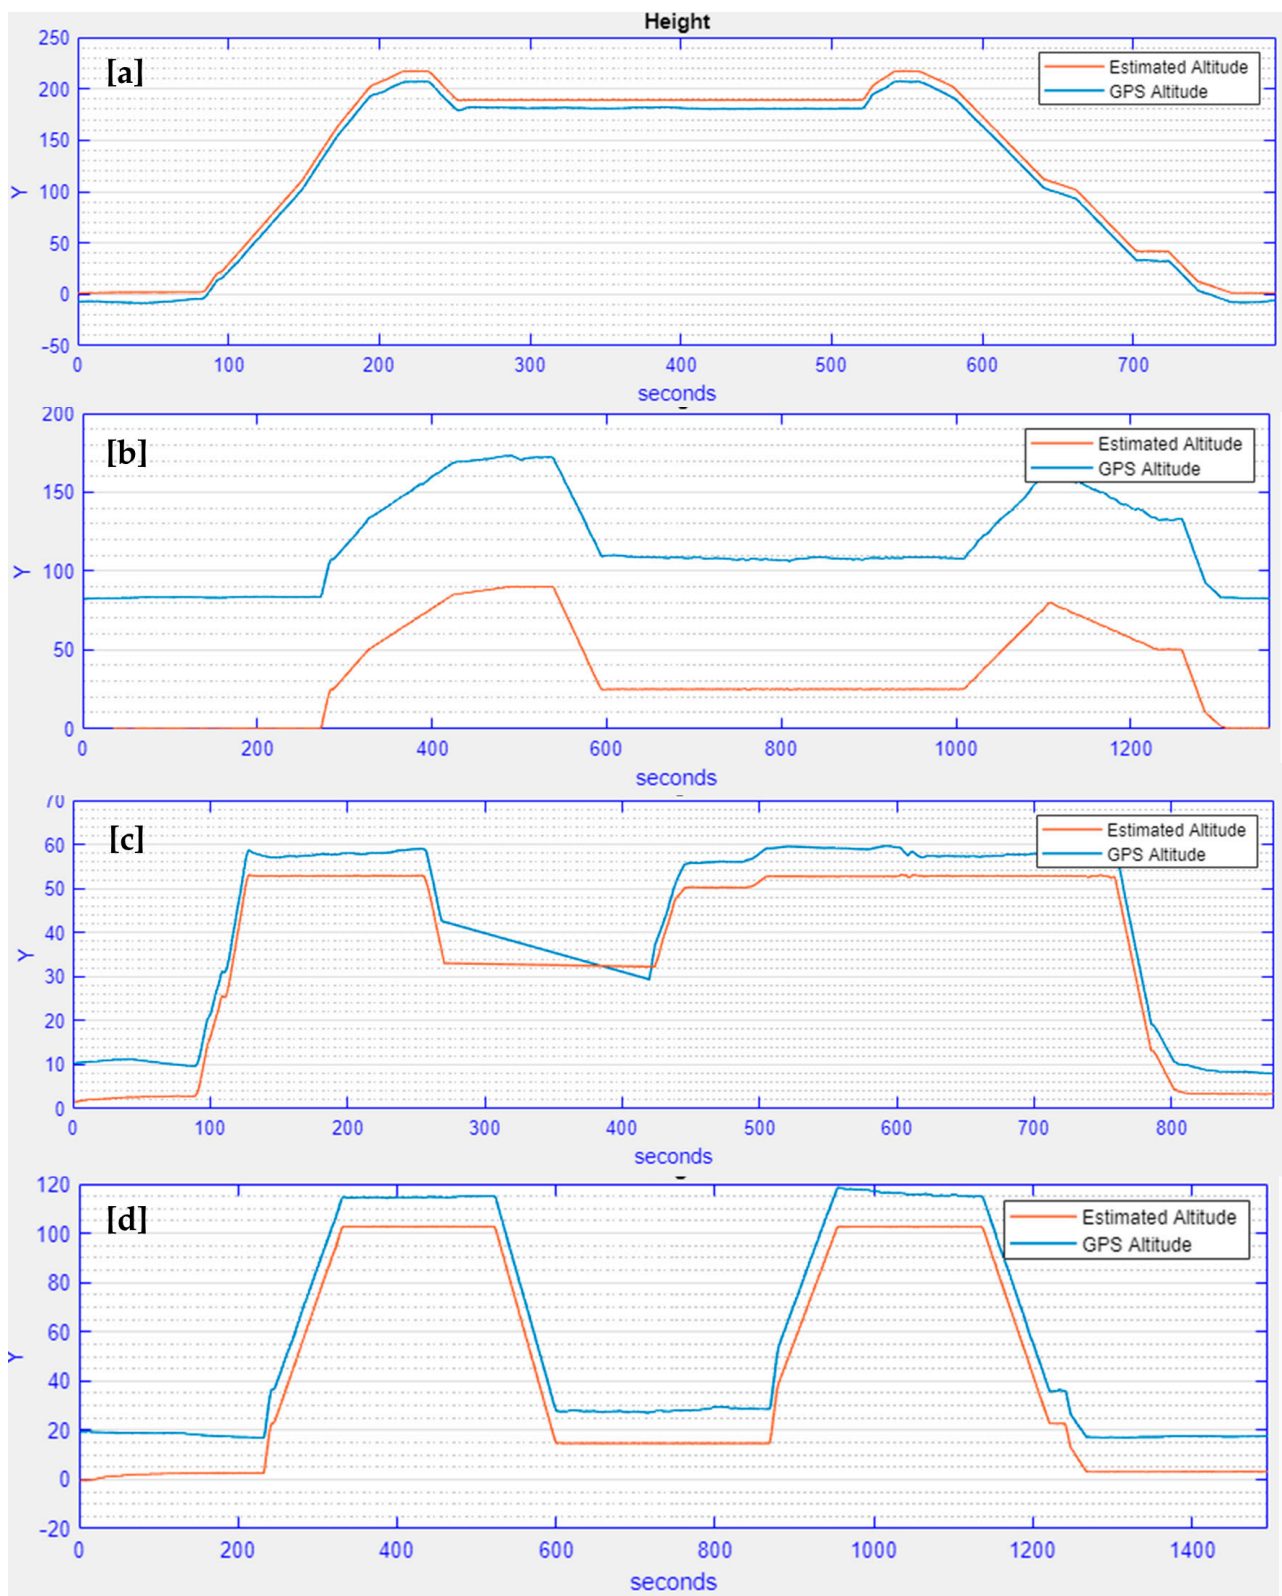 Height
250
[a]
Estimated Altitude
GPS Altitude
200
150
Y
100
50
0
-50
0 100 200 300 400 500 600 700
seconds
200
[b]
Estimated Altitude
GPS Altitude
150
Y
100
50
0
0 200 400 600 800 1000 1200
seconds
70
[c]
Estimated Altitude
GPS Altitude
60
50
40
Y
30
20
10
0
0 100 200 300 400 500 600 700 800
seconds
120
[d]
Estimated Altitude
GPS Altitude
100
80
60
Y
40
20
0
-20
0 200 400 600 800 1000 1200 1400
seconds